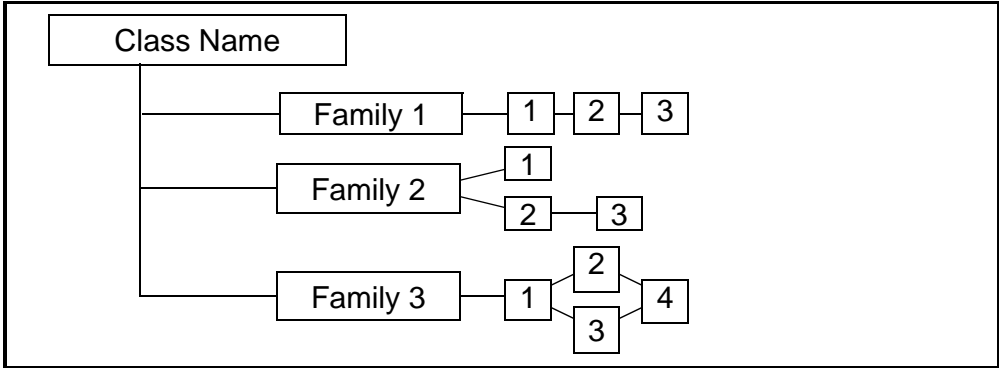 Class Name
Family 1 1 2 3
1
Family 2
2 3
2
Family 3 1 4
3